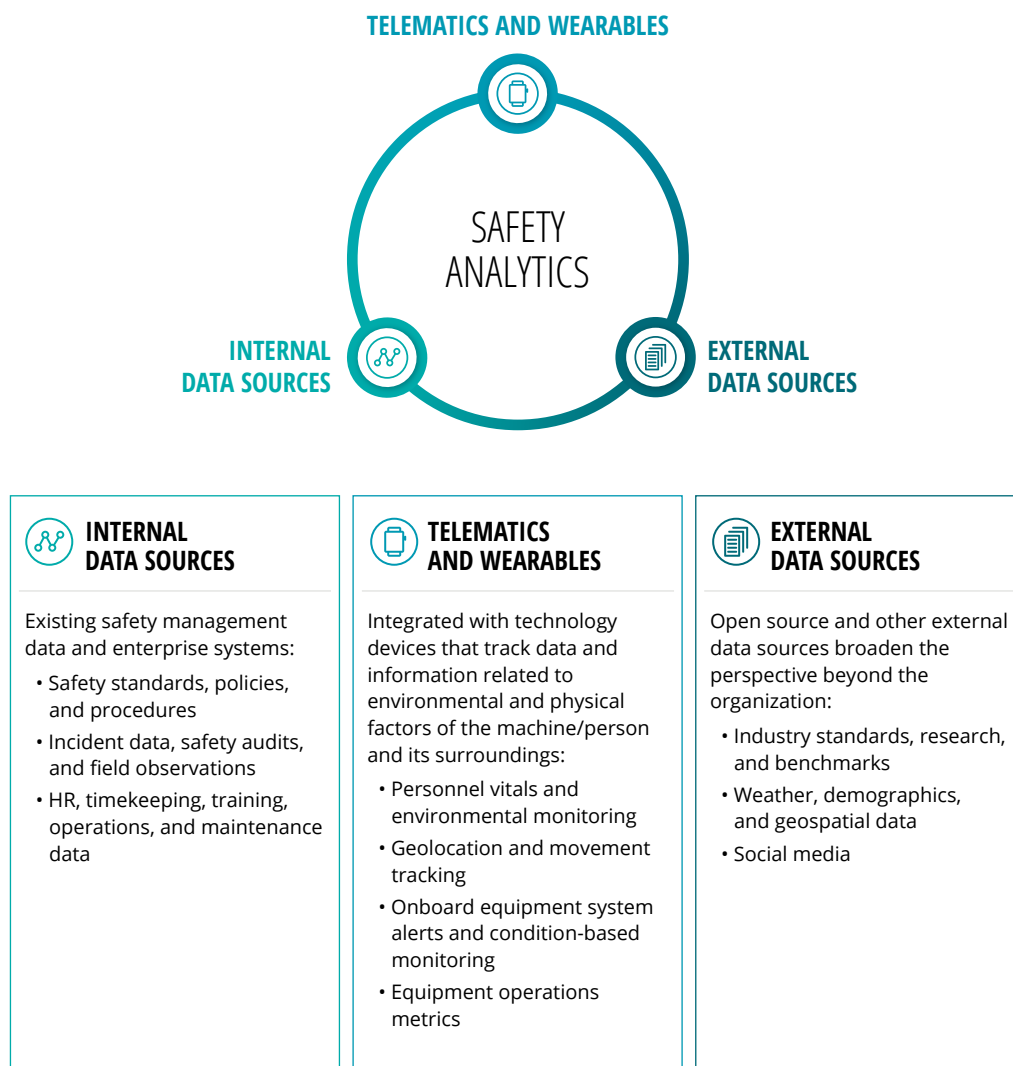 TELEMATICS AND WEARABLES
SAFETY
ANALYTICS
INTERNAL
DATA SOURCES
EXTERNAL
DATA SOURCES
INTERNAL
DATA SOURCES
Existing safety management
data and enterprise systems:
• Safety standards, policies,
and procedures
• Incident data, safety audits,
and field observations
• HR, timekeeping, training,
operations, and maintenance
data
TELEMATICS
AND WEARABLES
Integrated with technology
devices that track data and
information related to
environmental and physical
factors of the machine/person
and its surroundings:
• Personnel vitals and
environmental monitoring
• Geolocation and movement
tracking
• Onboard equipment system
alerts and condition-based
monitoring
• Equipment operations
metrics
EXTERNAL
DATA SOURCES
Open source and other external
data sources broaden the
perspective beyond the
organization:
• Industry standards, research,
and benchmarks
• Weather, demographics,
and geospatial data
• Social media